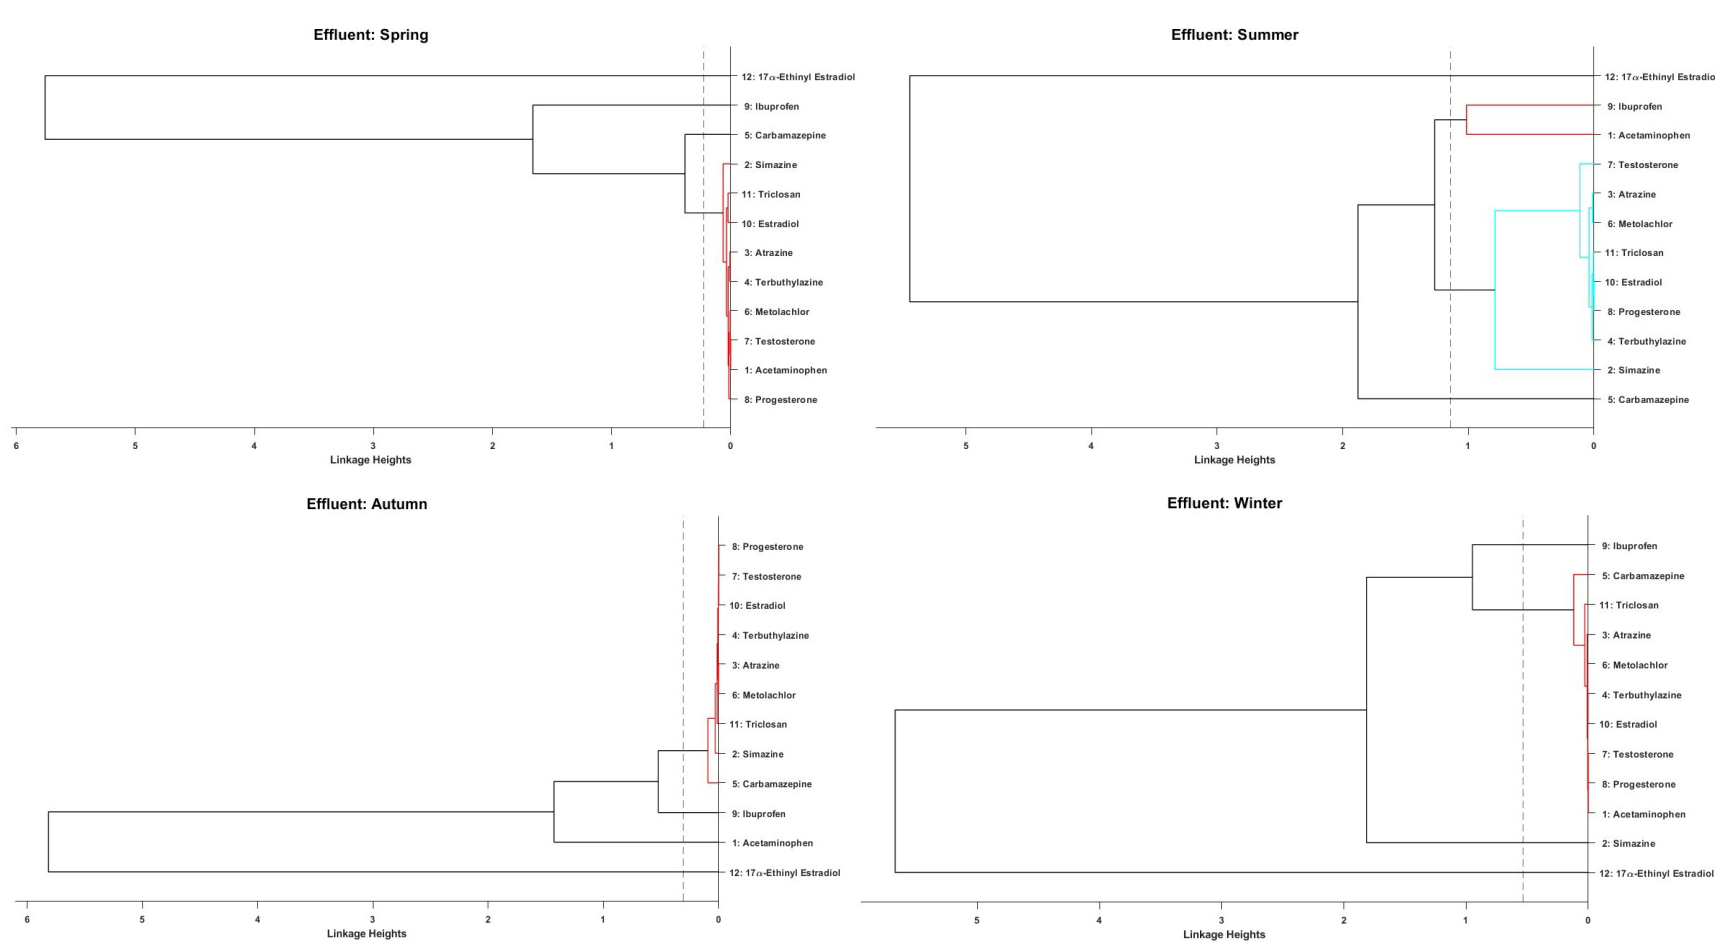 Effluent: Spring
12: 17α-Ethinyl Estradiol
9: Ibuprofen
5: Carbamazepine
2: Simazine
11: Triclosan
10: Estradiol
3: Atrazine
4: Terbuthylazine
6: Metolachlor
7: Testosterone
1: Acetaminophen
8: Progesterone
6 5 4 3 2 1 0
Linkage Heights
Effluent: Summer
12: 17α-Ethinyl Estradio
9: Ibuprofen
1: Acetaminophen
7: Testosterone
3: Atrazine
6: Metolachlor
11: Triclosan
10: Estradiol
8: Progesterone
4: Terbuthylazine
2: Simazine
5: Carbamazepine
5 4 3 2 1 0
Linkage Heights
Effluent: Autumn
8: Progesterone
7: Testosterone
10: Estradiol
4: Terbuthylazine
3: Atrazine
6: Metolachlor
11: Triclosan
2: Simazine
5: Carbamazepine
9: Ibuprofen
1: Acetaminophen
12: 17α-Ethinyl Estradiol
6 5 4 3 2 1 0
Linkage Heights
Effluent: Winter
9: Ibuprofen
5: Carbamazepine
11: Triclosan
3: Atrazine
6: Metolachlor
4: Terbuthylazine
10: Estradiol
7: Testosterone
8: Progesterone
1: Acetaminophen
2: Simazine
12: 17α-Ethinyl Estradiol
5 4 3 2 1 0
Linkage Heights